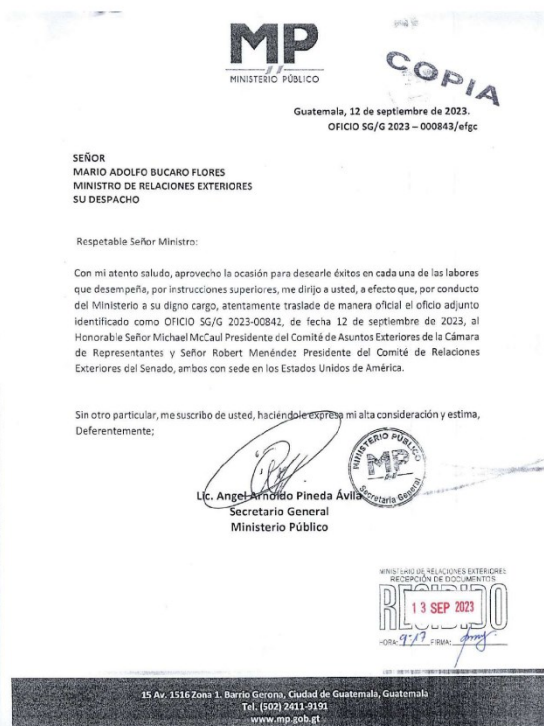 MP
MINISTERIO PÚBLICO
COPIA
Guatemala, 12 de septiembre de 2023.
OFICIO SG/G 2023 – 000843/efgc
SEÑOR
MARIO ADOLFO BUCARO FLORES
MINISTRO DE RELACIONES EXTERIORES
SU DESPACHO
Respetable Señor Ministro:
Con mi atento saludo, aprovecho la ocasión para desearle éxitos en cada una de las labores
que desempeña, por instrucciones superiores, me dirijo a usted, a efecto que, por conducto
del Ministerio a su digno cargo, atentamente traslade de manera oficial el oficio adjunto
identificado como OFICIO SG/G 2023-00842, de fecha 12 de septiembre de 2023, al
Honorable Señor Michael McCaul Presidente del Comité de Asuntos Exteriores de la Cámara
de Representantes y Señor Robert Menéndez Presidente del Comité de Relaciones
Exteriores del Senado, ambos con sede en los Estados Unidos de América.
Sin otro particular, me suscribo de usted, haciéndole expresa mi alta consideración y estima,
Deferentemente;
MINISTERIO PÚBLICO
MP
Secretaría General
Lic. Angel Arnoldo Pineda Ávila
Secretario General
Ministerio Público
MINISTERIO DE RELACIONES EXTERIORES
RECEPCIÓN DE DOCUMENTOS
RECIBIDO
13 SEP 2023
HORA: 9:17 FIRMA:
15 Av. 1516 Zona 1. Barrio Gerona, Ciudad de Guatemala, Guatemala
Tel. (502) 2411-9191
www.mp.gob.gt